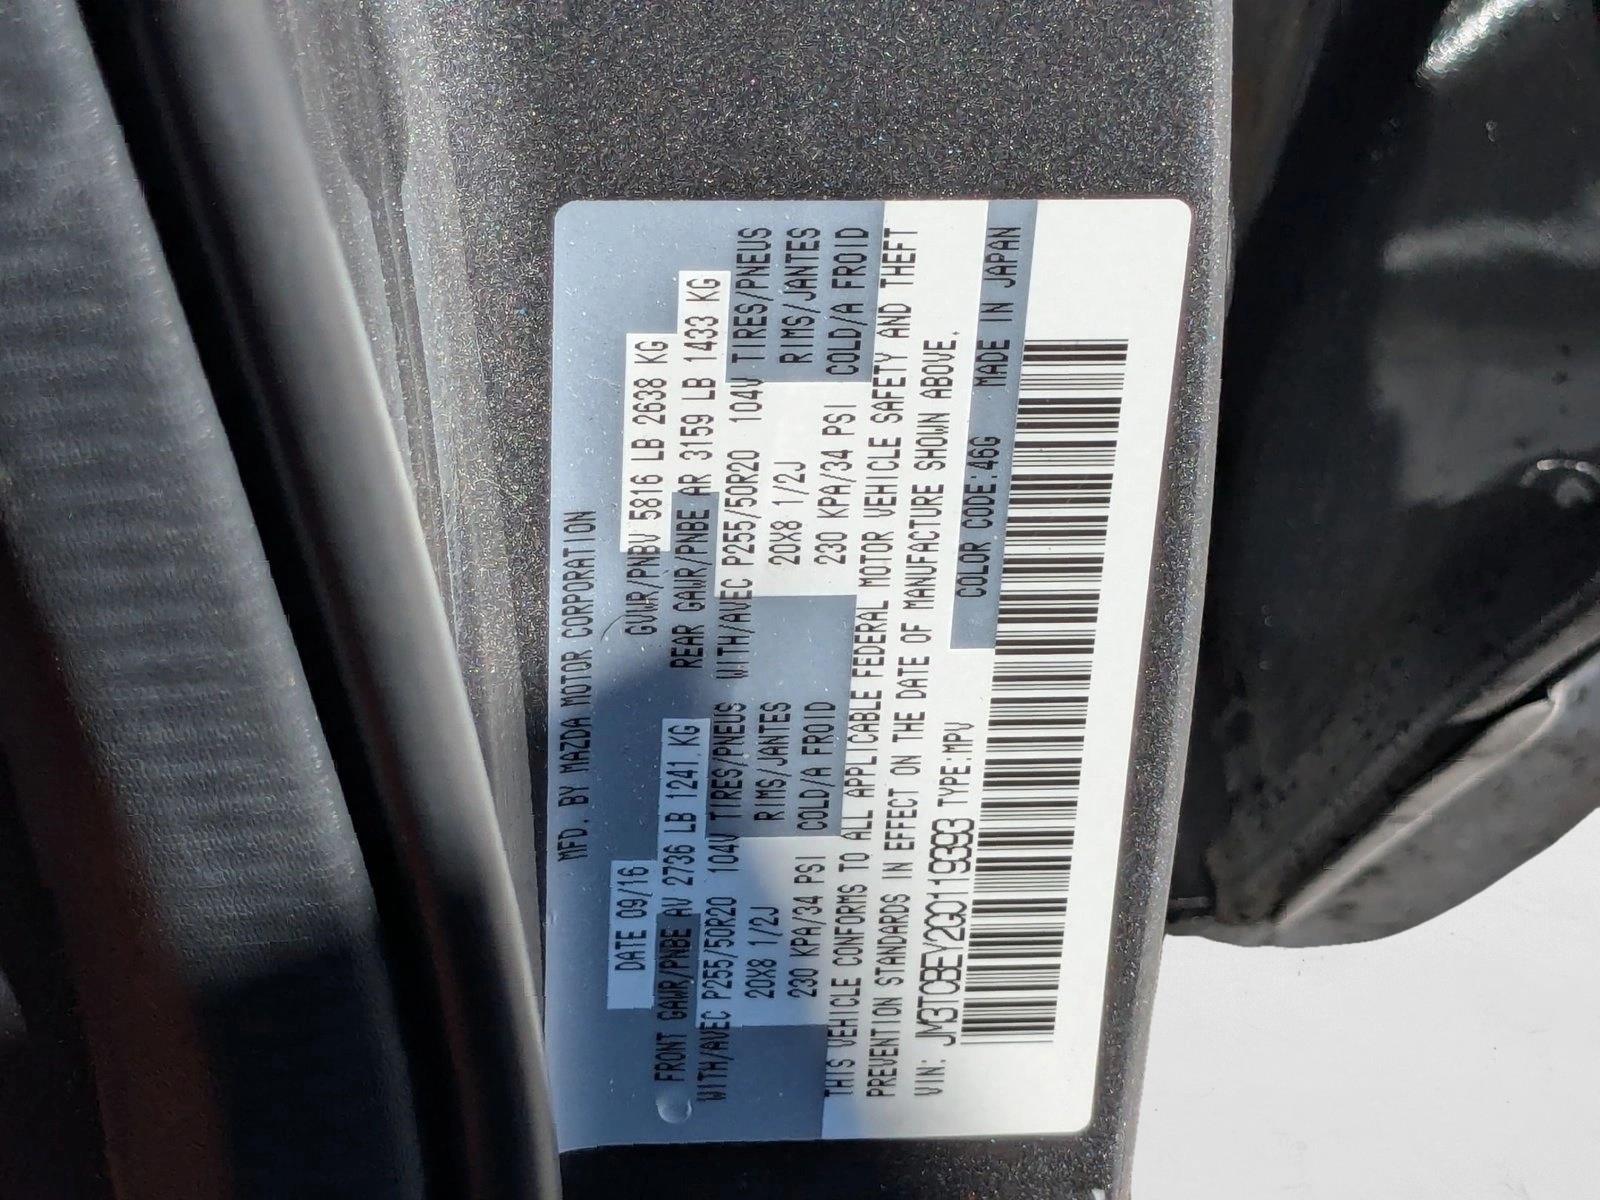 MFD. BY MAZDA MOTOR CORPORATION
DATE 09/16 GVWR/PNBV 5816 LB 2638 KG
FRONT GAWR/PNBE AV 2736 LB 1241 KG REAR GAWR/PNBE AR 3159 LB 1433 KG
WITH/AVEC P255/50R20 104V TIRES/PNEUS WITH/AVEC P255/50R20 104V TIRES/PNEUS
20X8 1/2J RIMS/JANTES 20X8 1/2J RIMS/JANTES
230 KPA/34 PSI COLD/A FROID 230 KPA/34 PSI COLD/A FROID
THIS VEHICLE CONFORMS TO ALL APPLICABLE FEDERAL MOTOR VEHICLE SAFETY AND THEFT
PREVENTION STANDARDS IN EFFECT ON THE DATE OF MANUFACTURE SHOWN ABOVE.
VIN: JM3TCBEY2G0119393 TYPE:MPV COLOR CODE:46G MADE IN JAPAN